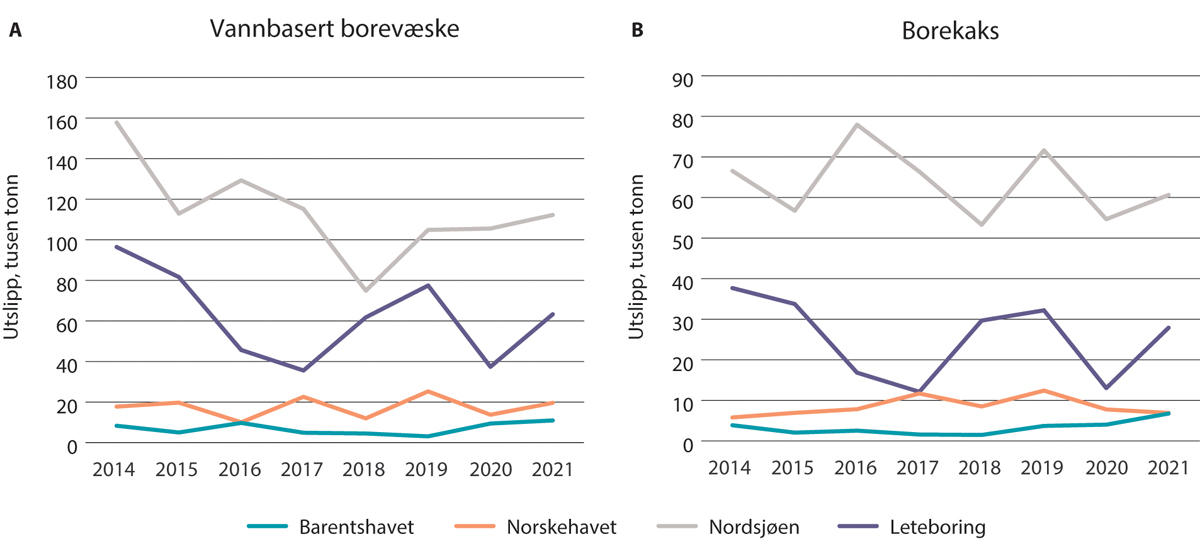 A
Vannbasert borevæske
Utslipp, tusen tonn
180
160
140
120
100
80
60
40
20
0
2014 2015 2016 2017 2018 2019 2020 2021
B
Borekaks
Utslipp, tusen tonn
90
80
70
60
50
40
30
20
10
0
2014 2015 2016 2017 2018 2019 2020 2021
Barentshavet Norskehavet Nordsjøen Leteboring